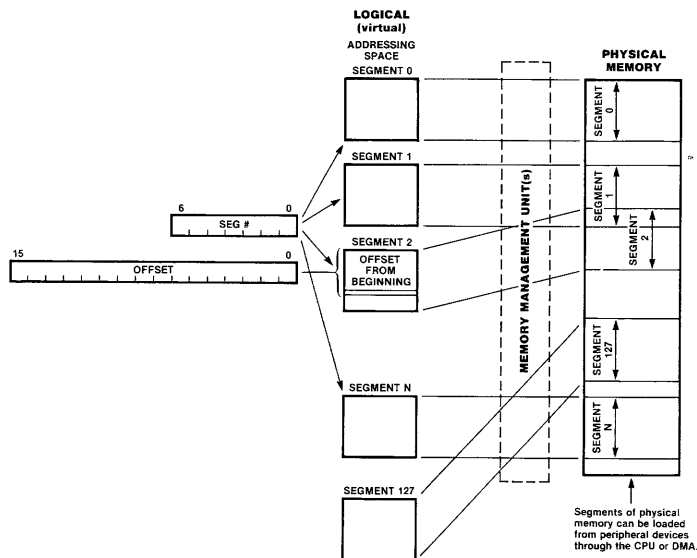 LOGICAL
(virtual)
ADDRESSING
SPACE
SEGMENT 0
SEGMENT 1
6 0
SEG #
15 0
OFFSET
SEGMENT 2
OFFSET
FROM
BEGINNING
SEGMENT N
SEGMENT 127
MEMORY MANAGEMENT UNIT(s)
PHYSICAL
MEMORY
SEGMENT
0
SEGMENT
1
SEGMENT
2
SEGMENT
127
SEGMENT
N
Segments of physical
memory can be loaded
from peripheral devices
through the CPU or DMA.